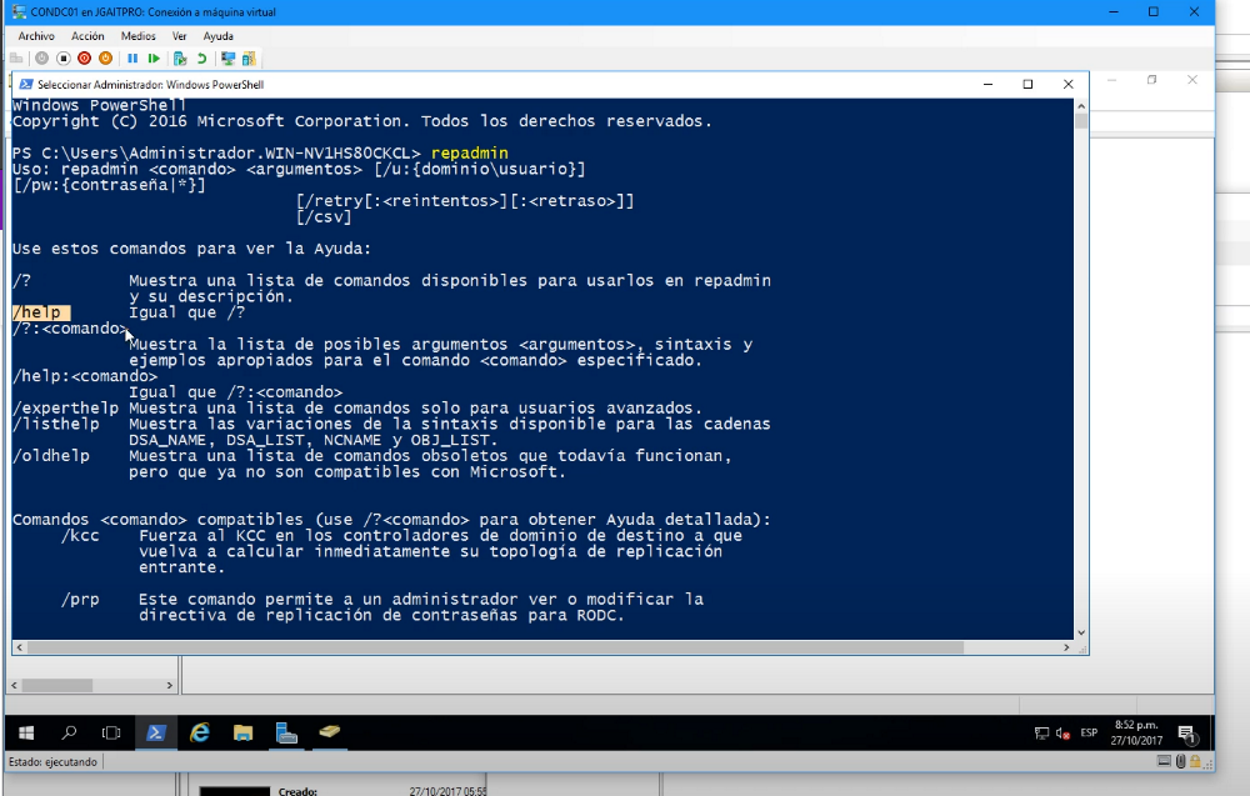 CONDC01 en JGAITPRO: Conexión a máquina virtual
Archivo Acción Medios Ver Ayuda
Seleccionar Administrador: Windows PowerShell
Windows PowerShell
Copyright (C) 2016 Microsoft Corporation. Todos los derechos reservados.
PS C:\Users\Administrador.WIN-NV1HS8OCKCL> repadmin
Uso: repadmin <comando> <argumentos> [/u:{dominio\usuario}]
[/pw:{contraseña|*}]
[/retry[:<reintentos>][:<retraso>]]
[/csv]
Use estos comandos para ver la Ayuda:
/? Muestra una lista de comandos disponibles para usarlos en repadmin
y su descripción.
/help Igual que /?
/?:<comando>
Muestra la lista de posibles argumentos <argumentos>, sintaxis y
ejemplos apropiados para el comando <comando> especificado.
/help:<comando>
Igual que /?:<comando>
/experthelp Muestra una lista de comandos solo para usuarios avanzados.
/listhelp Muestra las variaciones de la sintaxis disponible para las cadenas
DSA_NAME, DSA_LIST, NCNAME y OBJ_LIST.
/oldhelp Muestra una lista de comandos obsoletos que todavía funcionan,
pero que ya no son compatibles con Microsoft.
Comandos <comando> compatibles (use /?<comando> para obtener Ayuda detallada):
/kcc Fuerza al KCC en los controladores de dominio de destino a que
vuelva a calcular inmediatamente su topología de replicación
entrante.
/prp Este comando permite a un administrador ver o modificar la
directiva de replicación de contraseñas para RODC.
ESP
8:52 p.m.
27/10/2017
1
Estado: ejecutando
Creado: 27/10/2017 05:55